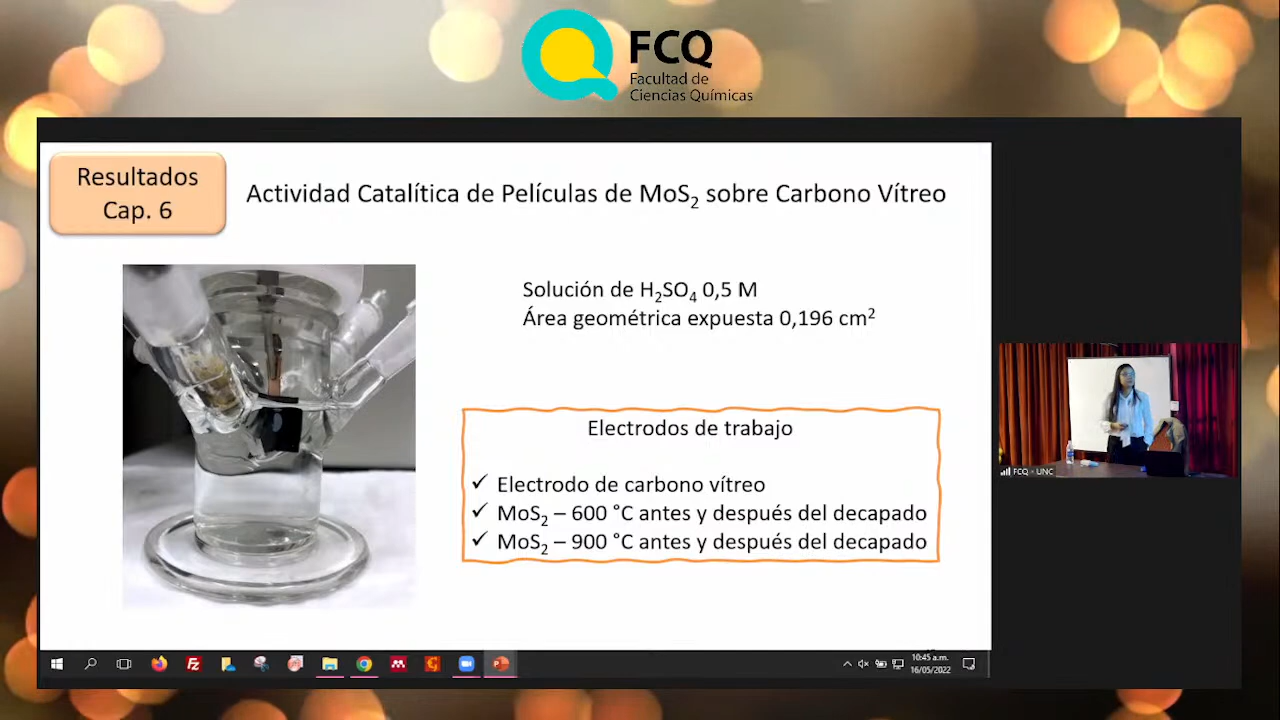 FCQ
Facultad de
Ciencias Químicas
Resultados
Cap. 6
Actividad Catalítica de Películas de MoS₂ sobre Carbono Vítreo
Solución de H₂SO₄ 0,5 M
Área geométrica expuesta 0,196 cm²
Electrodos de trabajo
✓ Electrodo de carbono vítreo
✓ MoS₂ – 600 °C antes y después del decapado
✓ MoS₂ – 900 °C antes y después del decapado
FCQ - UNC
10:45 a.m.
16/05/2022